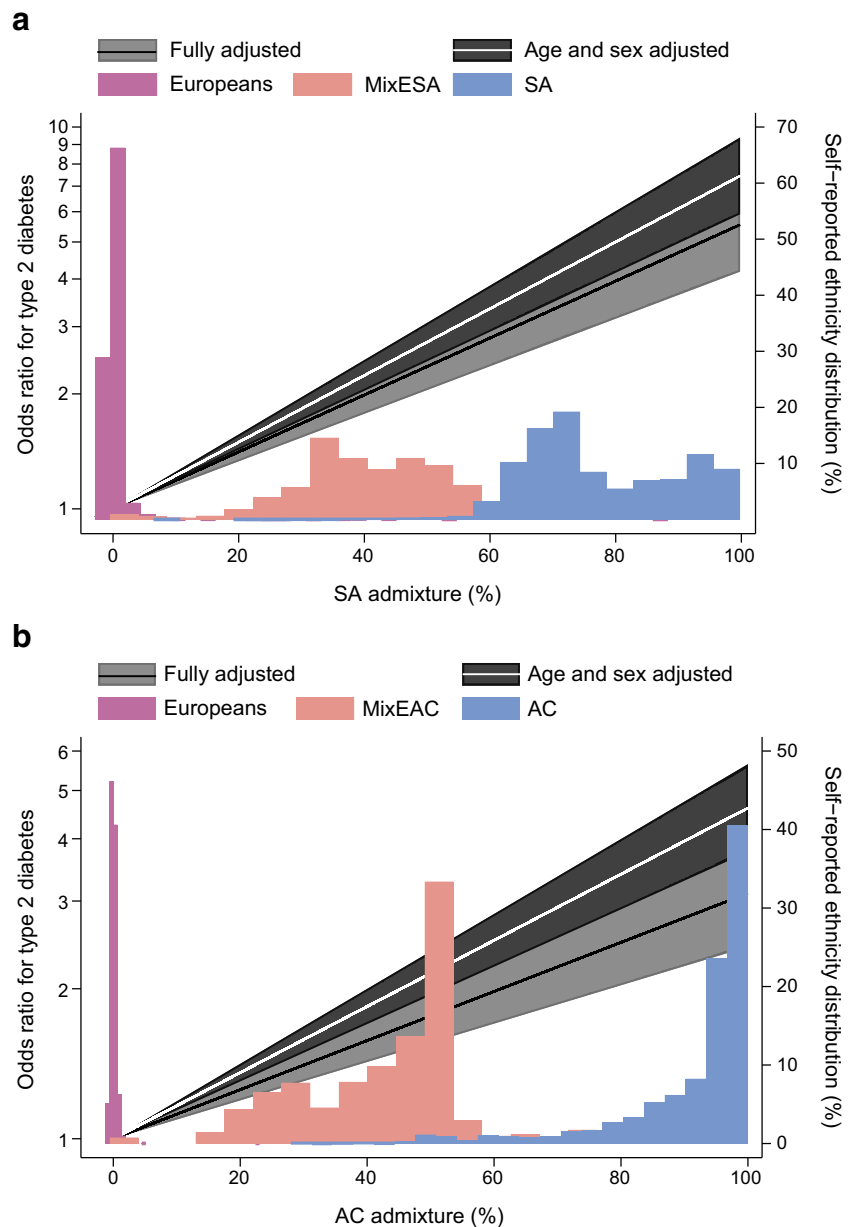 a
Fully adjusted Age and sex adjusted
Europeans MixESA SA
Odds ratio for type 2 diabetes
10
9
8
7
6
5
4
3
2
1
70
60
50
40
30
20
10
Self−reported ethnicity distribution (%)
0 20 40 60 80 100
SA admixture (%)
b
Fully adjusted Age and sex adjusted
Europeans MixEAC AC
Odds ratio for type 2 diabetes
6
5
4
3
2
1
50
40
30
20
10
0
Self−reported ethnicity distribution (%)
0 20 40 60 80 100
AC admixture (%)